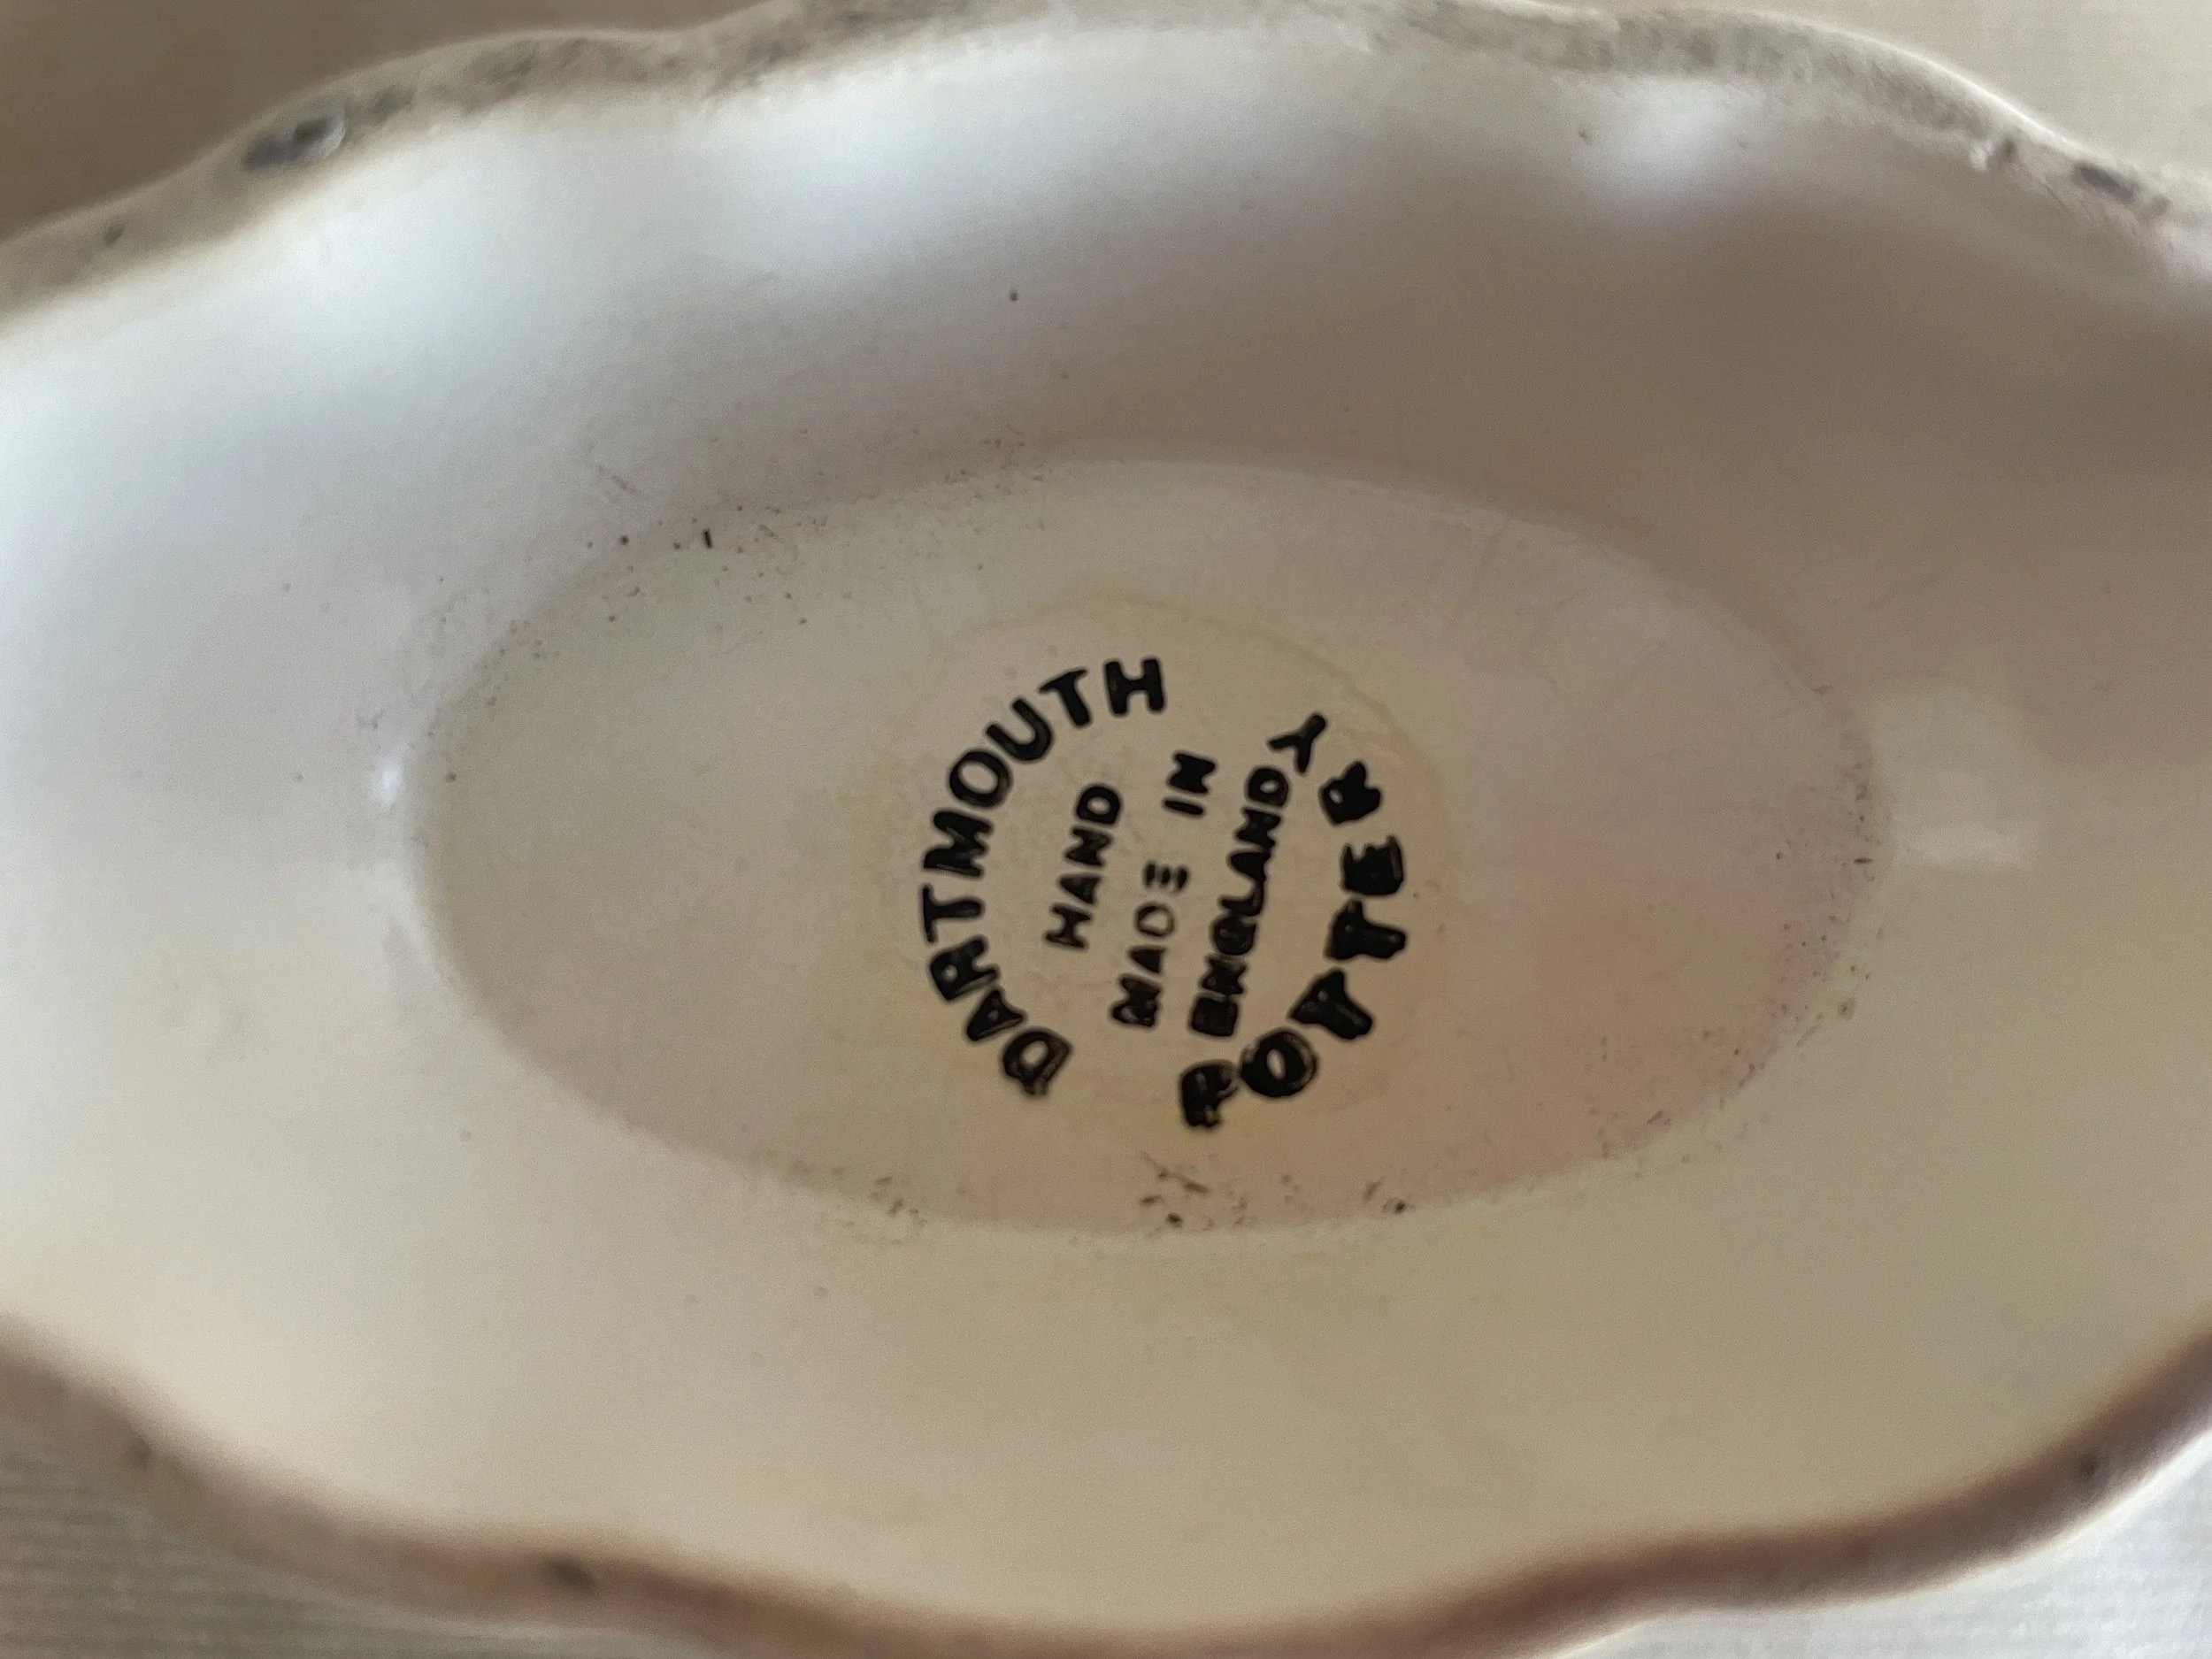 DARTMOUTH
HAND
MADE IN
ENGLAND
POTTERY